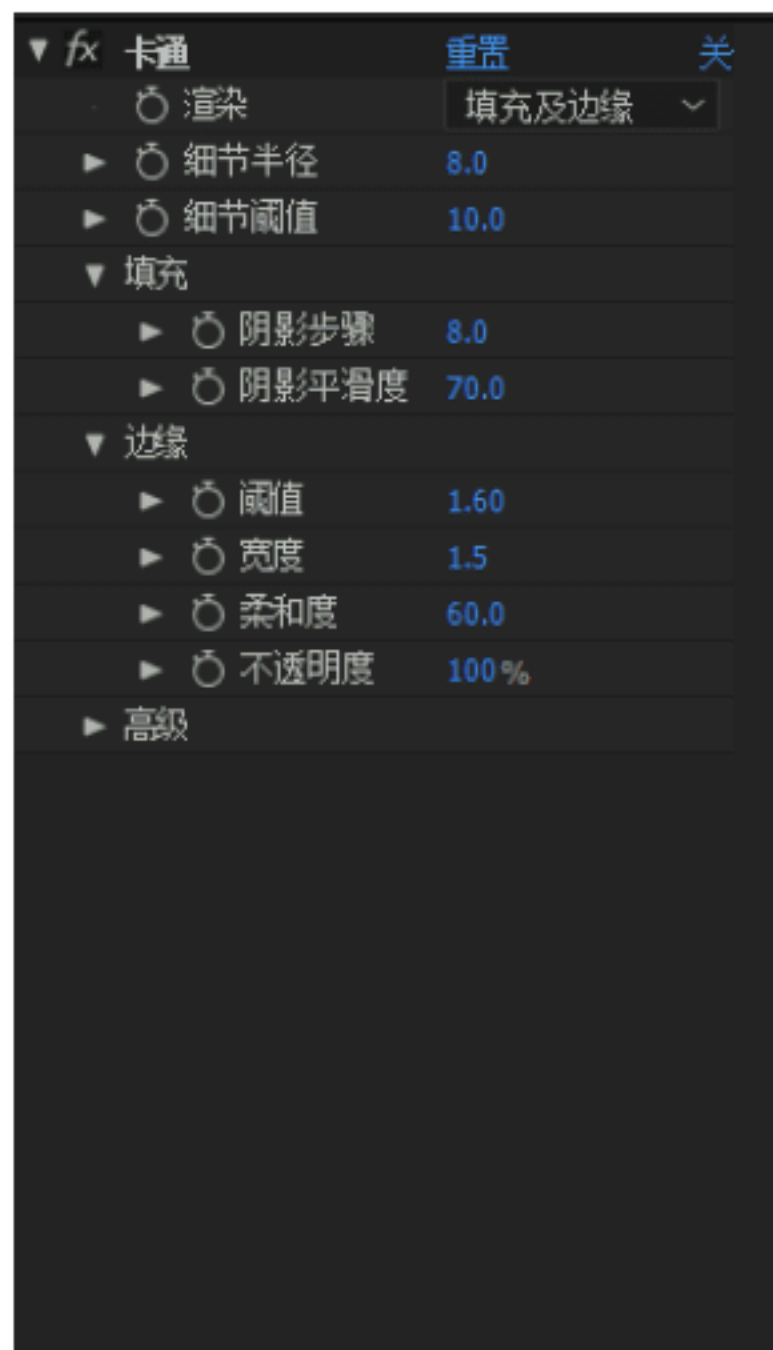 fx 卡通 重置 关
渲染 填充及边缘
细节半径 8.0
细节阈值 10.0
填充
阴影步骤 8.0
阴影平滑度 70.0
边缘
阈值 1.60
宽度 1.5
柔和度 60.0
不透明度 100%
高级